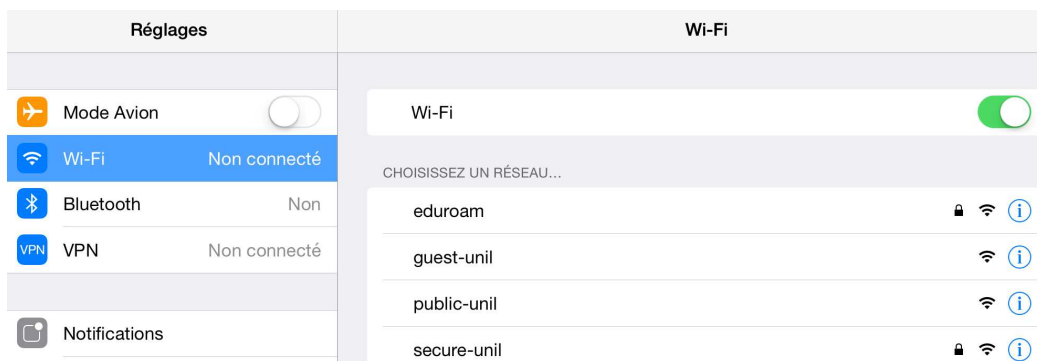 Réglages
Wi-Fi
Mode Avion
Wi-Fi Non connecté
Bluetooth Non
VPN VPN Non connecté
Notifications
Wi-Fi
CHOISISSEZ UN RÉSEAU...
eduroam
guest-unil
public-unil
secure-unil